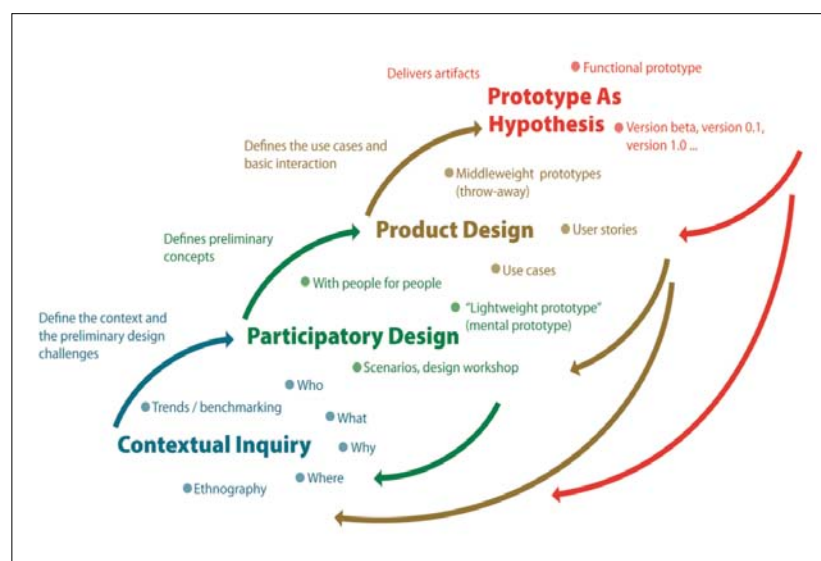 Delivers artifacts
Functional prototype
Prototype As
Hypothesis
Version beta, version 0.1,
version 1.0 ...
Defines the use cases and
basic interaction
Middleweight prototypes
(throw-away)
Product Design
User stories
Defines preliminary
concepts
Use cases
With people for people
"Lightweight prototype"
(mental prototype)
Define the context and
the preliminary design
challenges
Participatory Design
Scenarios, design workshop
Who
Trends / benchmarking
What
Contextual Inquiry
Why
Where
Ethnography